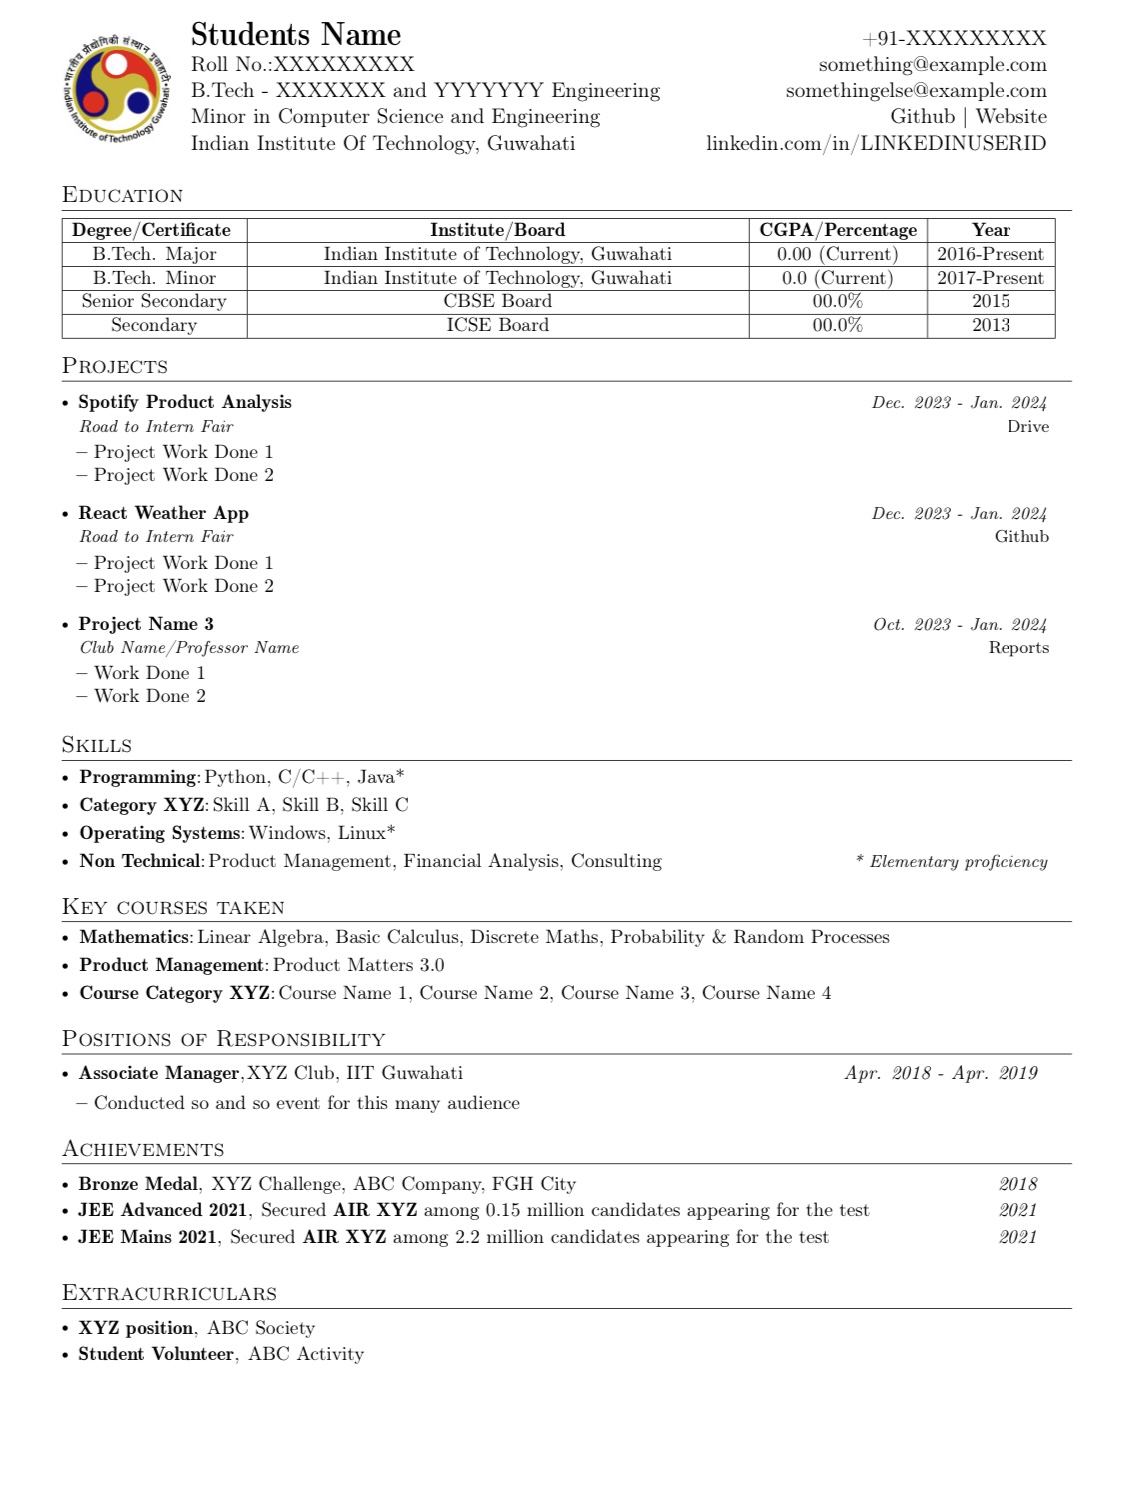 भारतीय प्रौद्योगिकी संस्थान गुवाहाटी
Indian Institute of Technology Guwahati
Students Name
Roll No.:XXXXXXXXX
B.Tech - XXXXXXX and YYYYYYY Engineering
Minor in Computer Science and Engineering
Indian Institute Of Technology, Guwahati
+91-XXXXXXXXX
something@example.com
somethingelse@example.com
Github | Website
linkedin.com/in/LINKEDINUSERID
Education
Degree/Certificate Institute/Board CGPA/Percentage Year
B.Tech. Major Indian Institute of Technology, Guwahati 0.00 (Current) 2016-Present
B.Tech. Minor Indian Institute of Technology, Guwahati 0.0 (Current) 2017-Present
Senior Secondary CBSE Board 00.0% 2015
Secondary ICSE Board 00.0% 2013
Projects
• Spotify Product Analysis Dec. 2023 - Jan. 2024
Road to Intern Fair Drive
– Project Work Done 1
– Project Work Done 2
• React Weather App Dec. 2023 - Jan. 2024
Road to Intern Fair Github
– Project Work Done 1
– Project Work Done 2
• Project Name 3 Oct. 2023 - Jan. 2024
Club Name/Professor Name Reports
– Work Done 1
– Work Done 2
Skills
• Programming: Python, C/C++, Java*
• Category XYZ: Skill A, Skill B, Skill C
• Operating Systems: Windows, Linux*
• Non Technical: Product Management, Financial Analysis, Consulting * Elementary proficiency
Key courses taken
• Mathematics: Linear Algebra, Basic Calculus, Discrete Maths, Probability & Random Processes
• Product Management: Product Matters 3.0
• Course Category XYZ: Course Name 1, Course Name 2, Course Name 3, Course Name 4
Positions of Responsibility
• Associate Manager,XYZ Club, IIT Guwahati Apr. 2018 - Apr. 2019
– Conducted so and so event for this many audience
Achievements
• Bronze Medal, XYZ Challenge, ABC Company, FGH City 2018
• JEE Advanced 2021, Secured AIR XYZ among 0.15 million candidates appearing for the test 2021
• JEE Mains 2021, Secured AIR XYZ among 2.2 million candidates appearing for the test 2021
Extracurriculars
• XYZ position, ABC Society
• Student Volunteer, ABC Activity